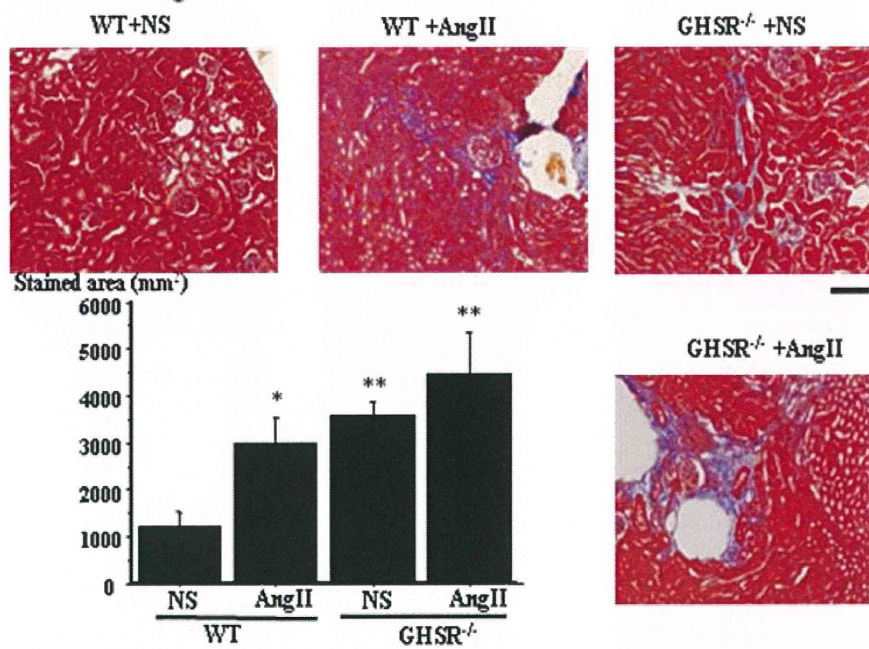 WT+NS
WT +AngII
GHSR-/- +NS
Stained area (mm²)
6000
5000
4000
3000
2000
1000
0
*
**
**
NS
AngII
NS
AngII
WT
GHSR-/-
GHSR-/- +AngII